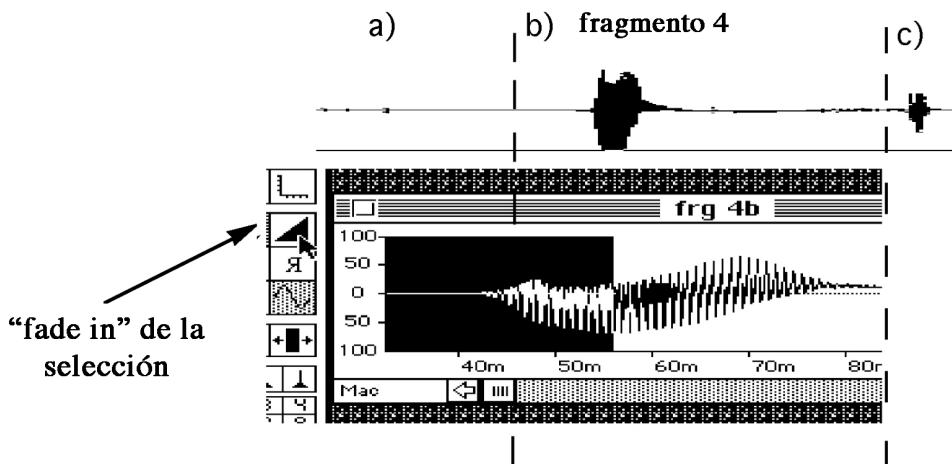 a)
b) fragmento 4
c)
frg 4b
100
50
0
50
100
Я
“fade in” de la
selección
40m 50m 60m 70m 80r
Mac